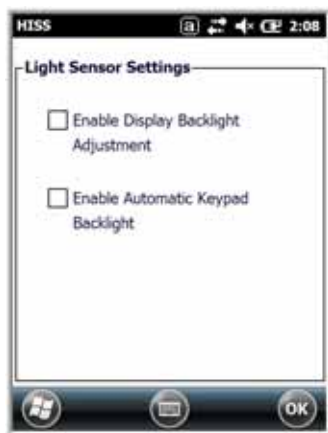 HISS a 2:08
Light Sensor Settings
Enable Display Backlight
Adjustment
Enable Automatic Keypad
Backlight
OK